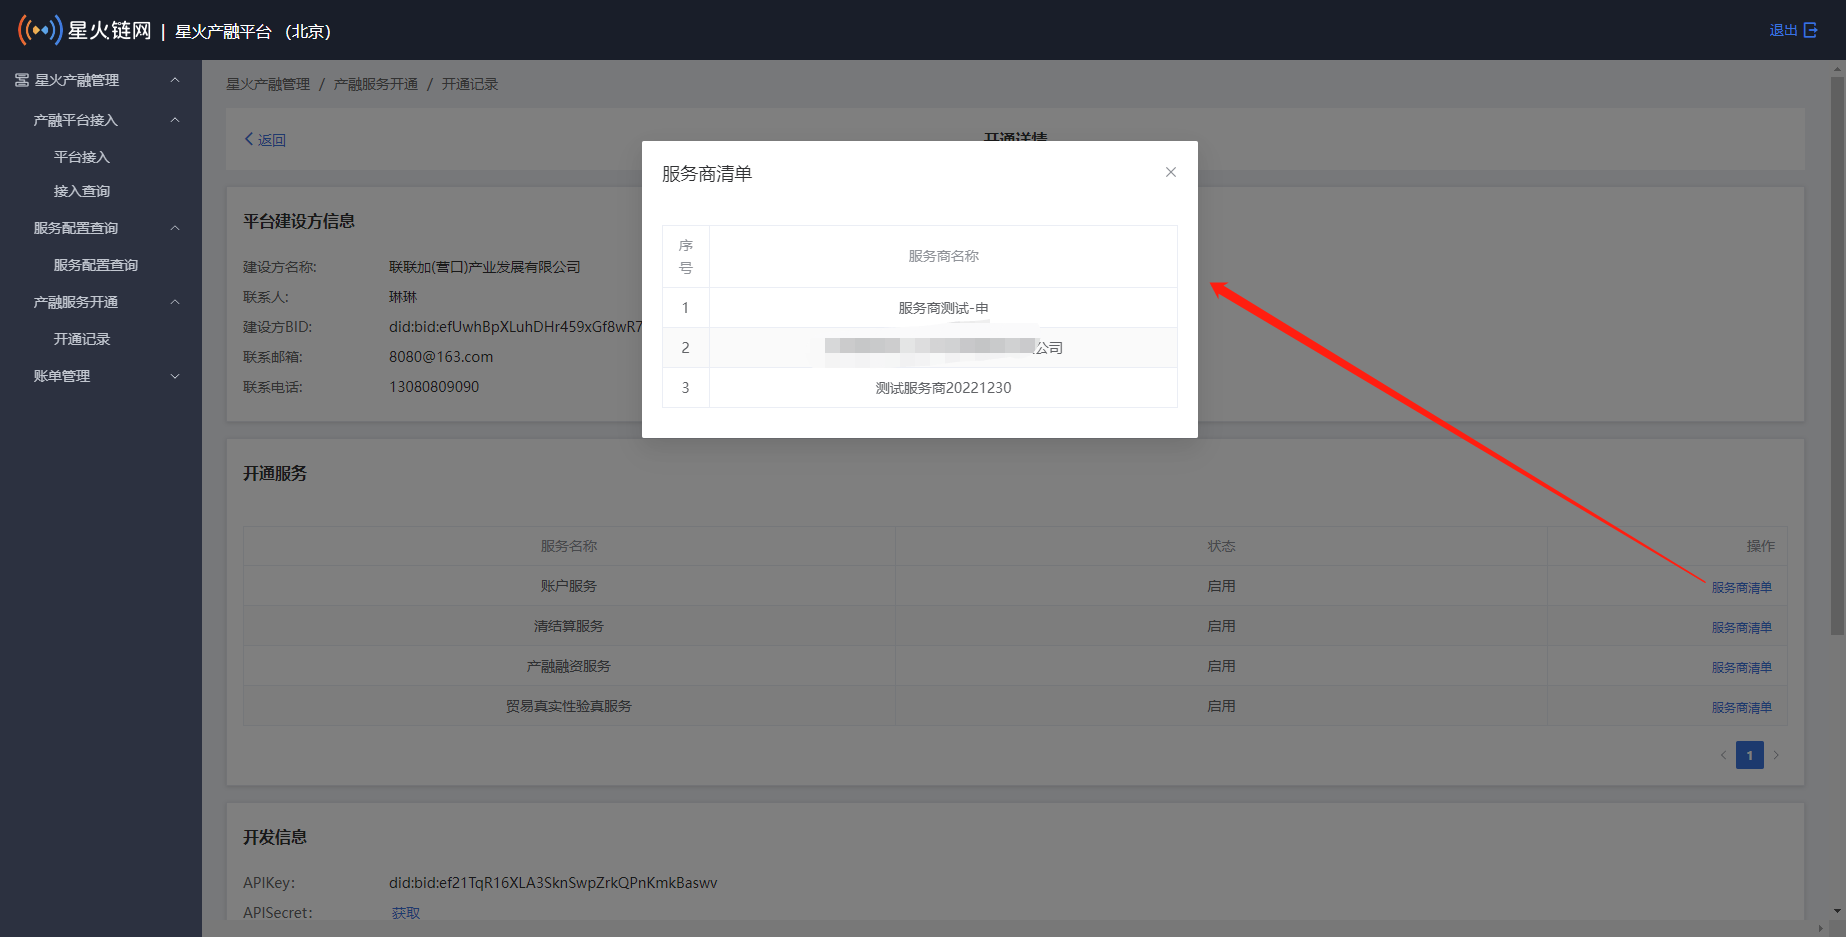 星火链网 | 星火产融平台 （北京）
退出
星火产融管理
产融平台接入
平台接入
接入查询
服务配置查询
服务配置查询
产融服务开通
开通记录
账单管理
星火产融管理 / 产融服务开通 / 开通记录
返回
开通详情
平台建设方信息
建设方名称: 联联加(营口)产业发展有限公司
联系人: 琳琳
建设方BID: did:bid:efUwhBpXLuhDHr459xGf8wR7
联系邮箱: 8080@163.com
联系电话: 13080809090
服务商清单
序号 服务商名称
1 服务商测试-申
2 公司
3 测试服务商20221230
开通服务
服务名称 状态 操作
账户服务 启用 服务商清单
清结算服务 启用 服务商清单
产融融资服务 启用 服务商清单
贸易真实性验真服务 启用 服务商清单
1
开发信息
APIKey: did:bid:ef21TqR16XLA3SknSwpZrkQPnKmkBaswv
APISecret: 获取